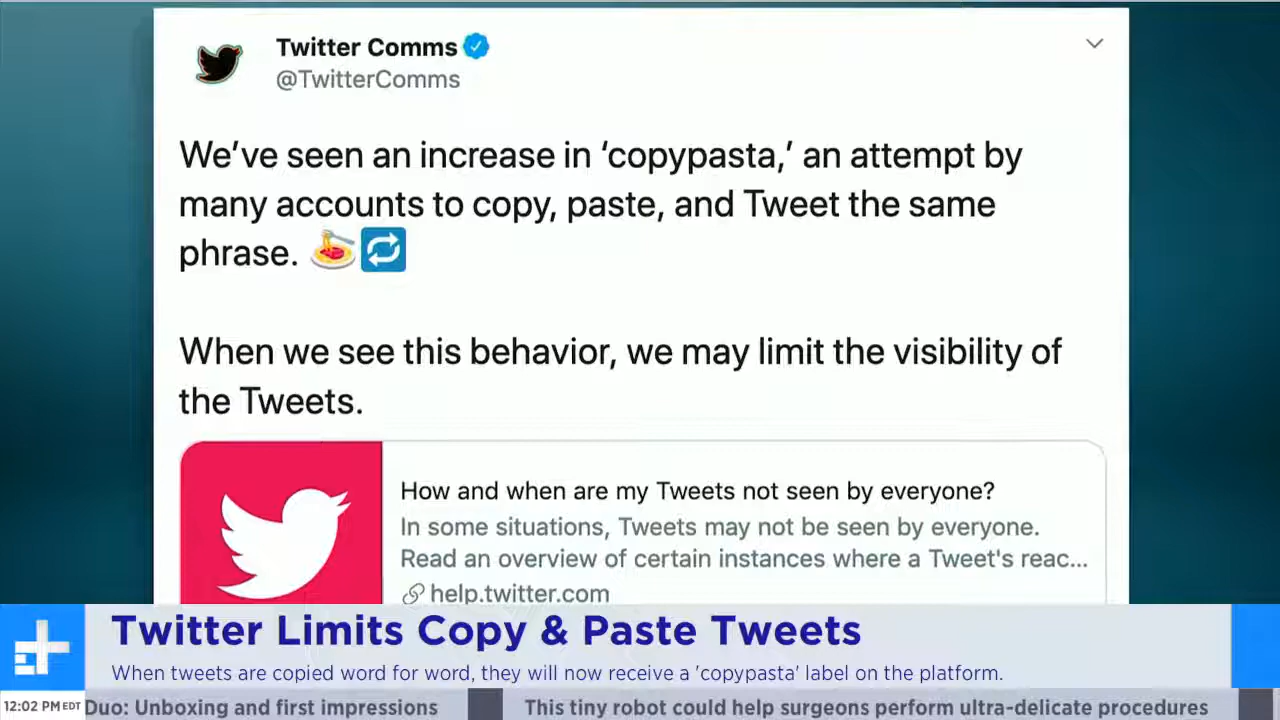 Twitter Comms
@TwitterComms
We've seen an increase in 'copypasta,' an attempt by
many accounts to copy, paste, and Tweet the same
phrase. 🍝🔁
When we see this behavior, we may limit the visibility of
the Tweets.
How and when are my Tweets not seen by everyone?
In some situations, Tweets may not be seen by everyone.
Read an overview of certain instances where a Tweet's reac...
help.twitter.com
Twitter Limits Copy & Paste Tweets
When tweets are copied word for word, they will now receive a 'copypasta' label on the platform.
12:02 PM EDT Duo: Unboxing and first impressions This tiny robot could help surgeons perform ultra-delicate procedures